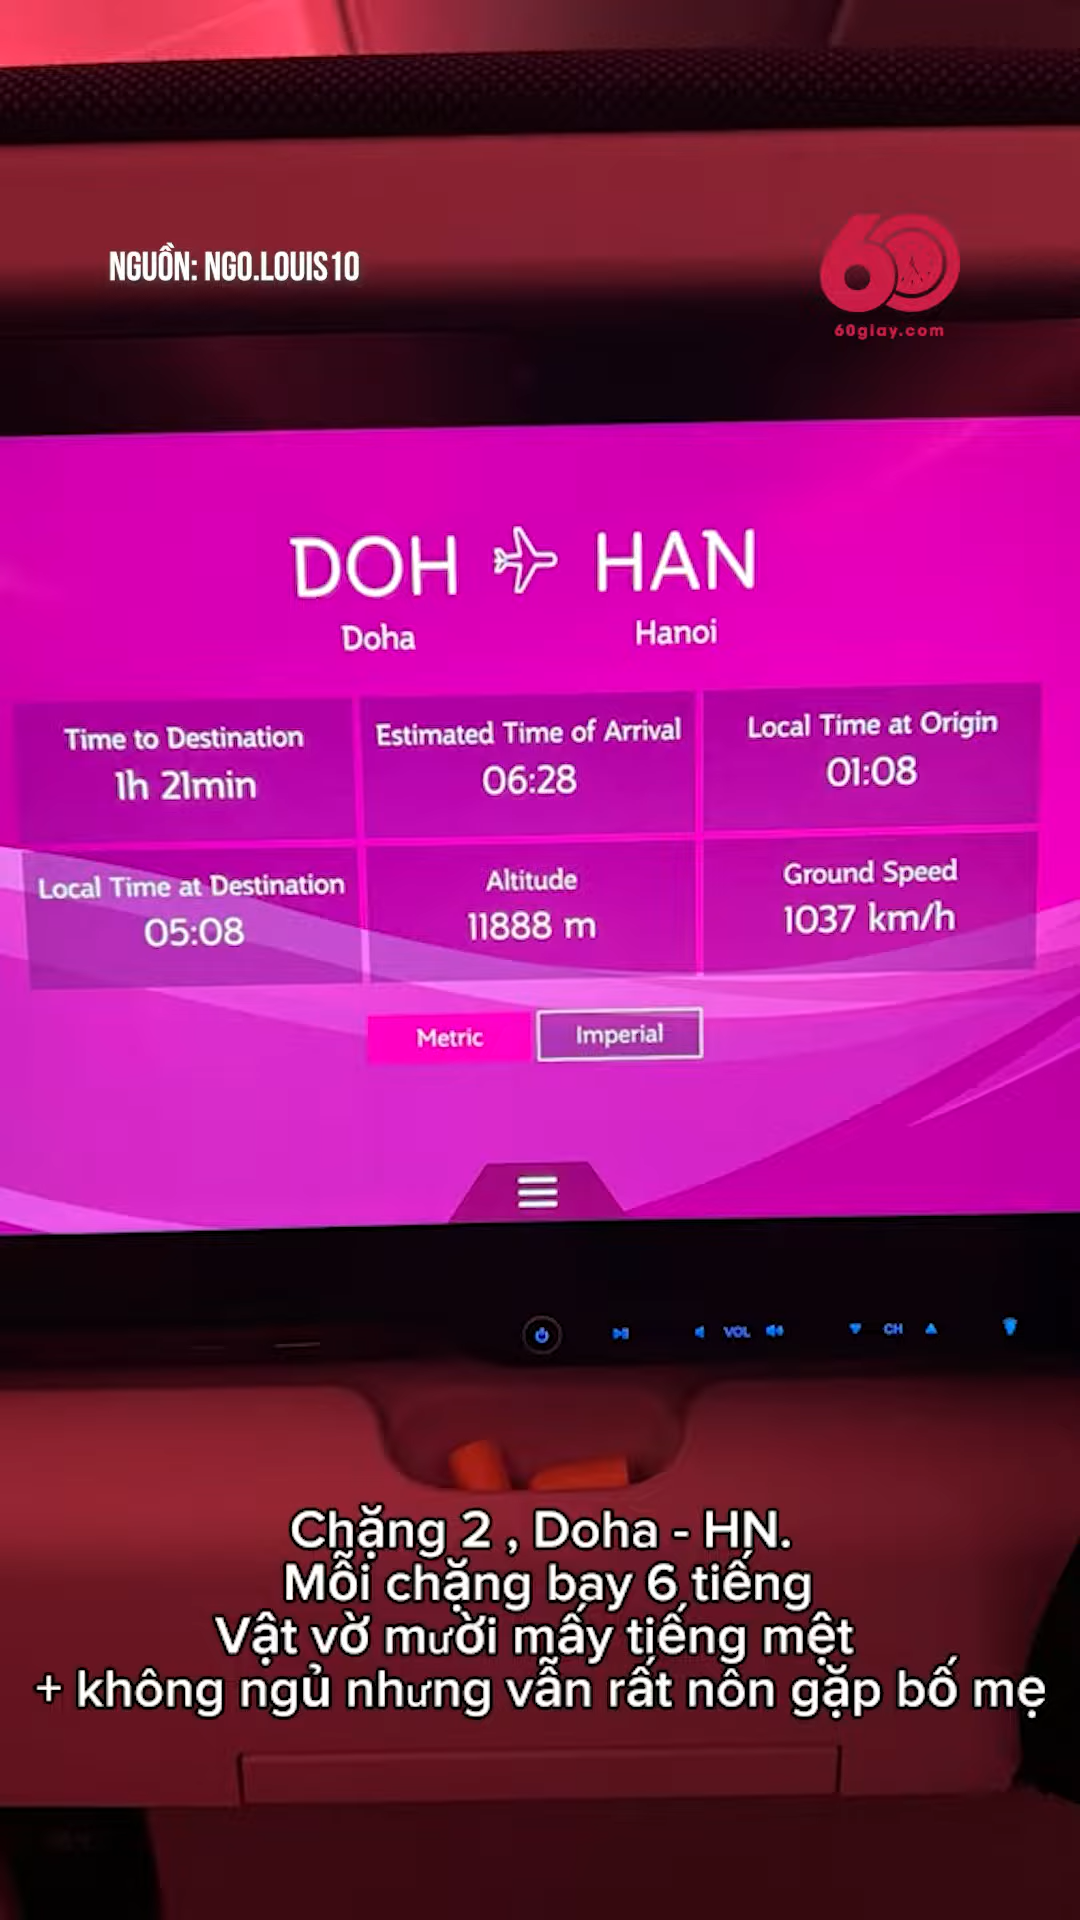 NGUỒN: NGO.LOUIS10
60
60giay.com
DOH HAN
Doha Hanoi
Time to Destination
1h 21min
Estimated Time of Arrival
06:28
Local Time at Origin
01:08
Local Time at Destination
05:08
Altitude
11888 m
Ground Speed
1037 km/h
Metric
Imperial
VOL
CH
Chặng 2 , Doha - HN.
Mỗi chặng bay 6 tiếng
Vật vờ mười mấy tiếng mệt
+ không ngủ nhưng vẫn rất nôn gặp bố mẹ